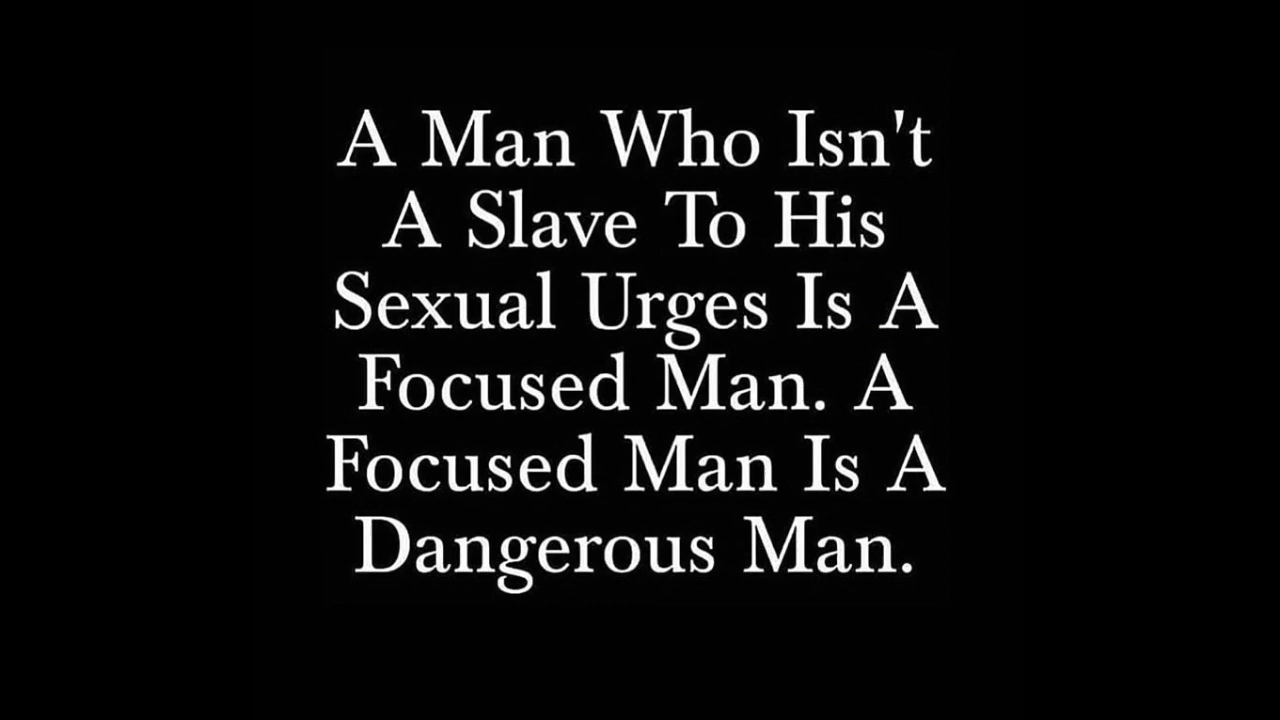 A Man Who Isn't
A Slave To His
Sexual Urges Is A
Focused Man. A
Focused Man Is A
Dangerous Man.